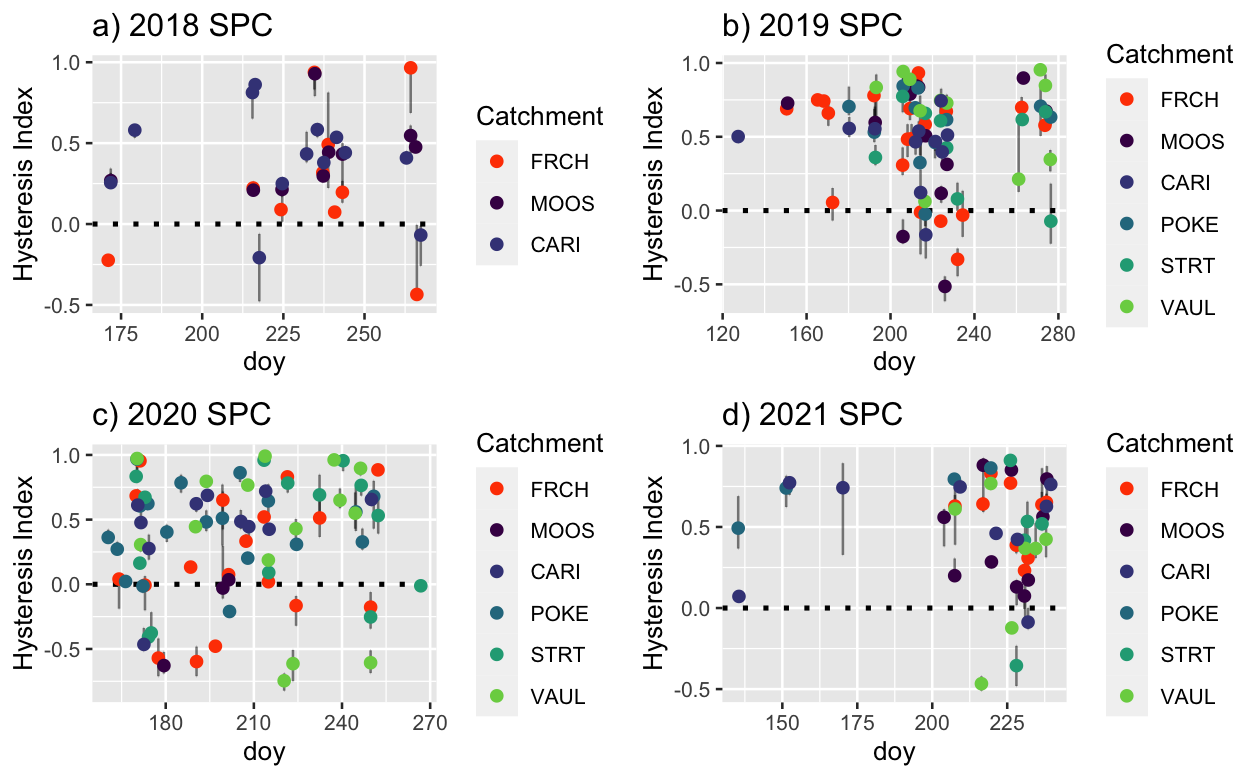 a) 2018 SPC
Hysteresis Index
1.0
0.5
0.0
-0.5
175 200 225 250
doy
Catchment
FRCH
MOOS
CARI
b) 2019 SPC
Hysteresis Index
1.0
0.5
0.0
-0.5
120 160 200 240 280
doy
Catchment
FRCH
MOOS
CARI
POKE
STRT
VAUL
c) 2020 SPC
Hysteresis Index
1.0
0.5
0.0
-0.5
180 210 240 270
doy
Catchment
FRCH
MOOS
CARI
POKE
STRT
VAUL
d) 2021 SPC
Hysteresis Index
1.0
0.5
0.0
-0.5
150 175 200 225
doy
Catchment
FRCH
MOOS
CARI
POKE
STRT
VAUL